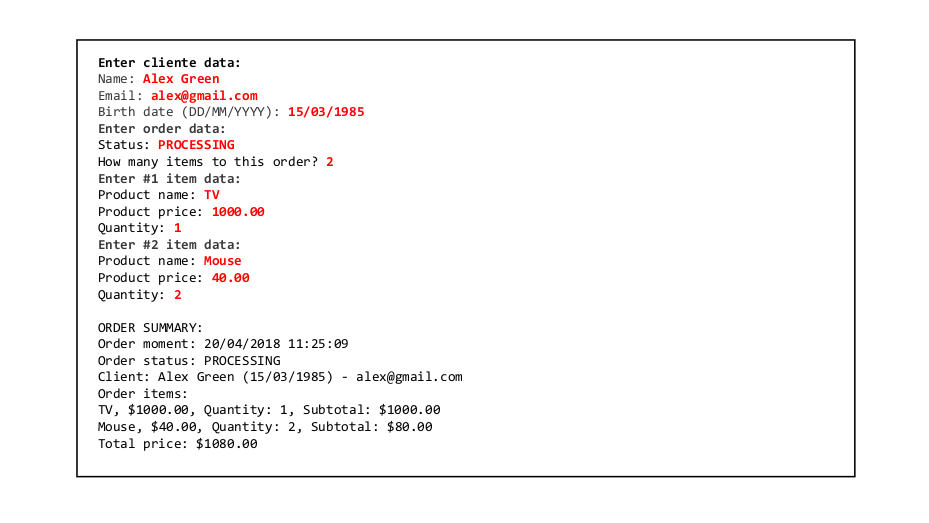 Enter cliente data:
Name: Alex Green
Email: alex@gmail.com
Birth date (DD/MM/YYYY): 15/03/1985
Enter order data:
Status: PROCESSING
How many items to this order? 2
Enter #1 item data:
Product name: TV
Product price: 1000.00
Quantity: 1
Enter #2 item data:
Product name: Mouse
Product price: 40.00
Quantity: 2
ORDER SUMMARY:
Order moment: 20/04/2018 11:25:09
Order status: PROCESSING
Client: Alex Green (15/03/1985) - alex@gmail.com
Order items:
TV, $1000.00, Quantity: 1, Subtotal: $1000.00
Mouse, $40.00, Quantity: 2, Subtotal: $80.00
Total price: $1080.00